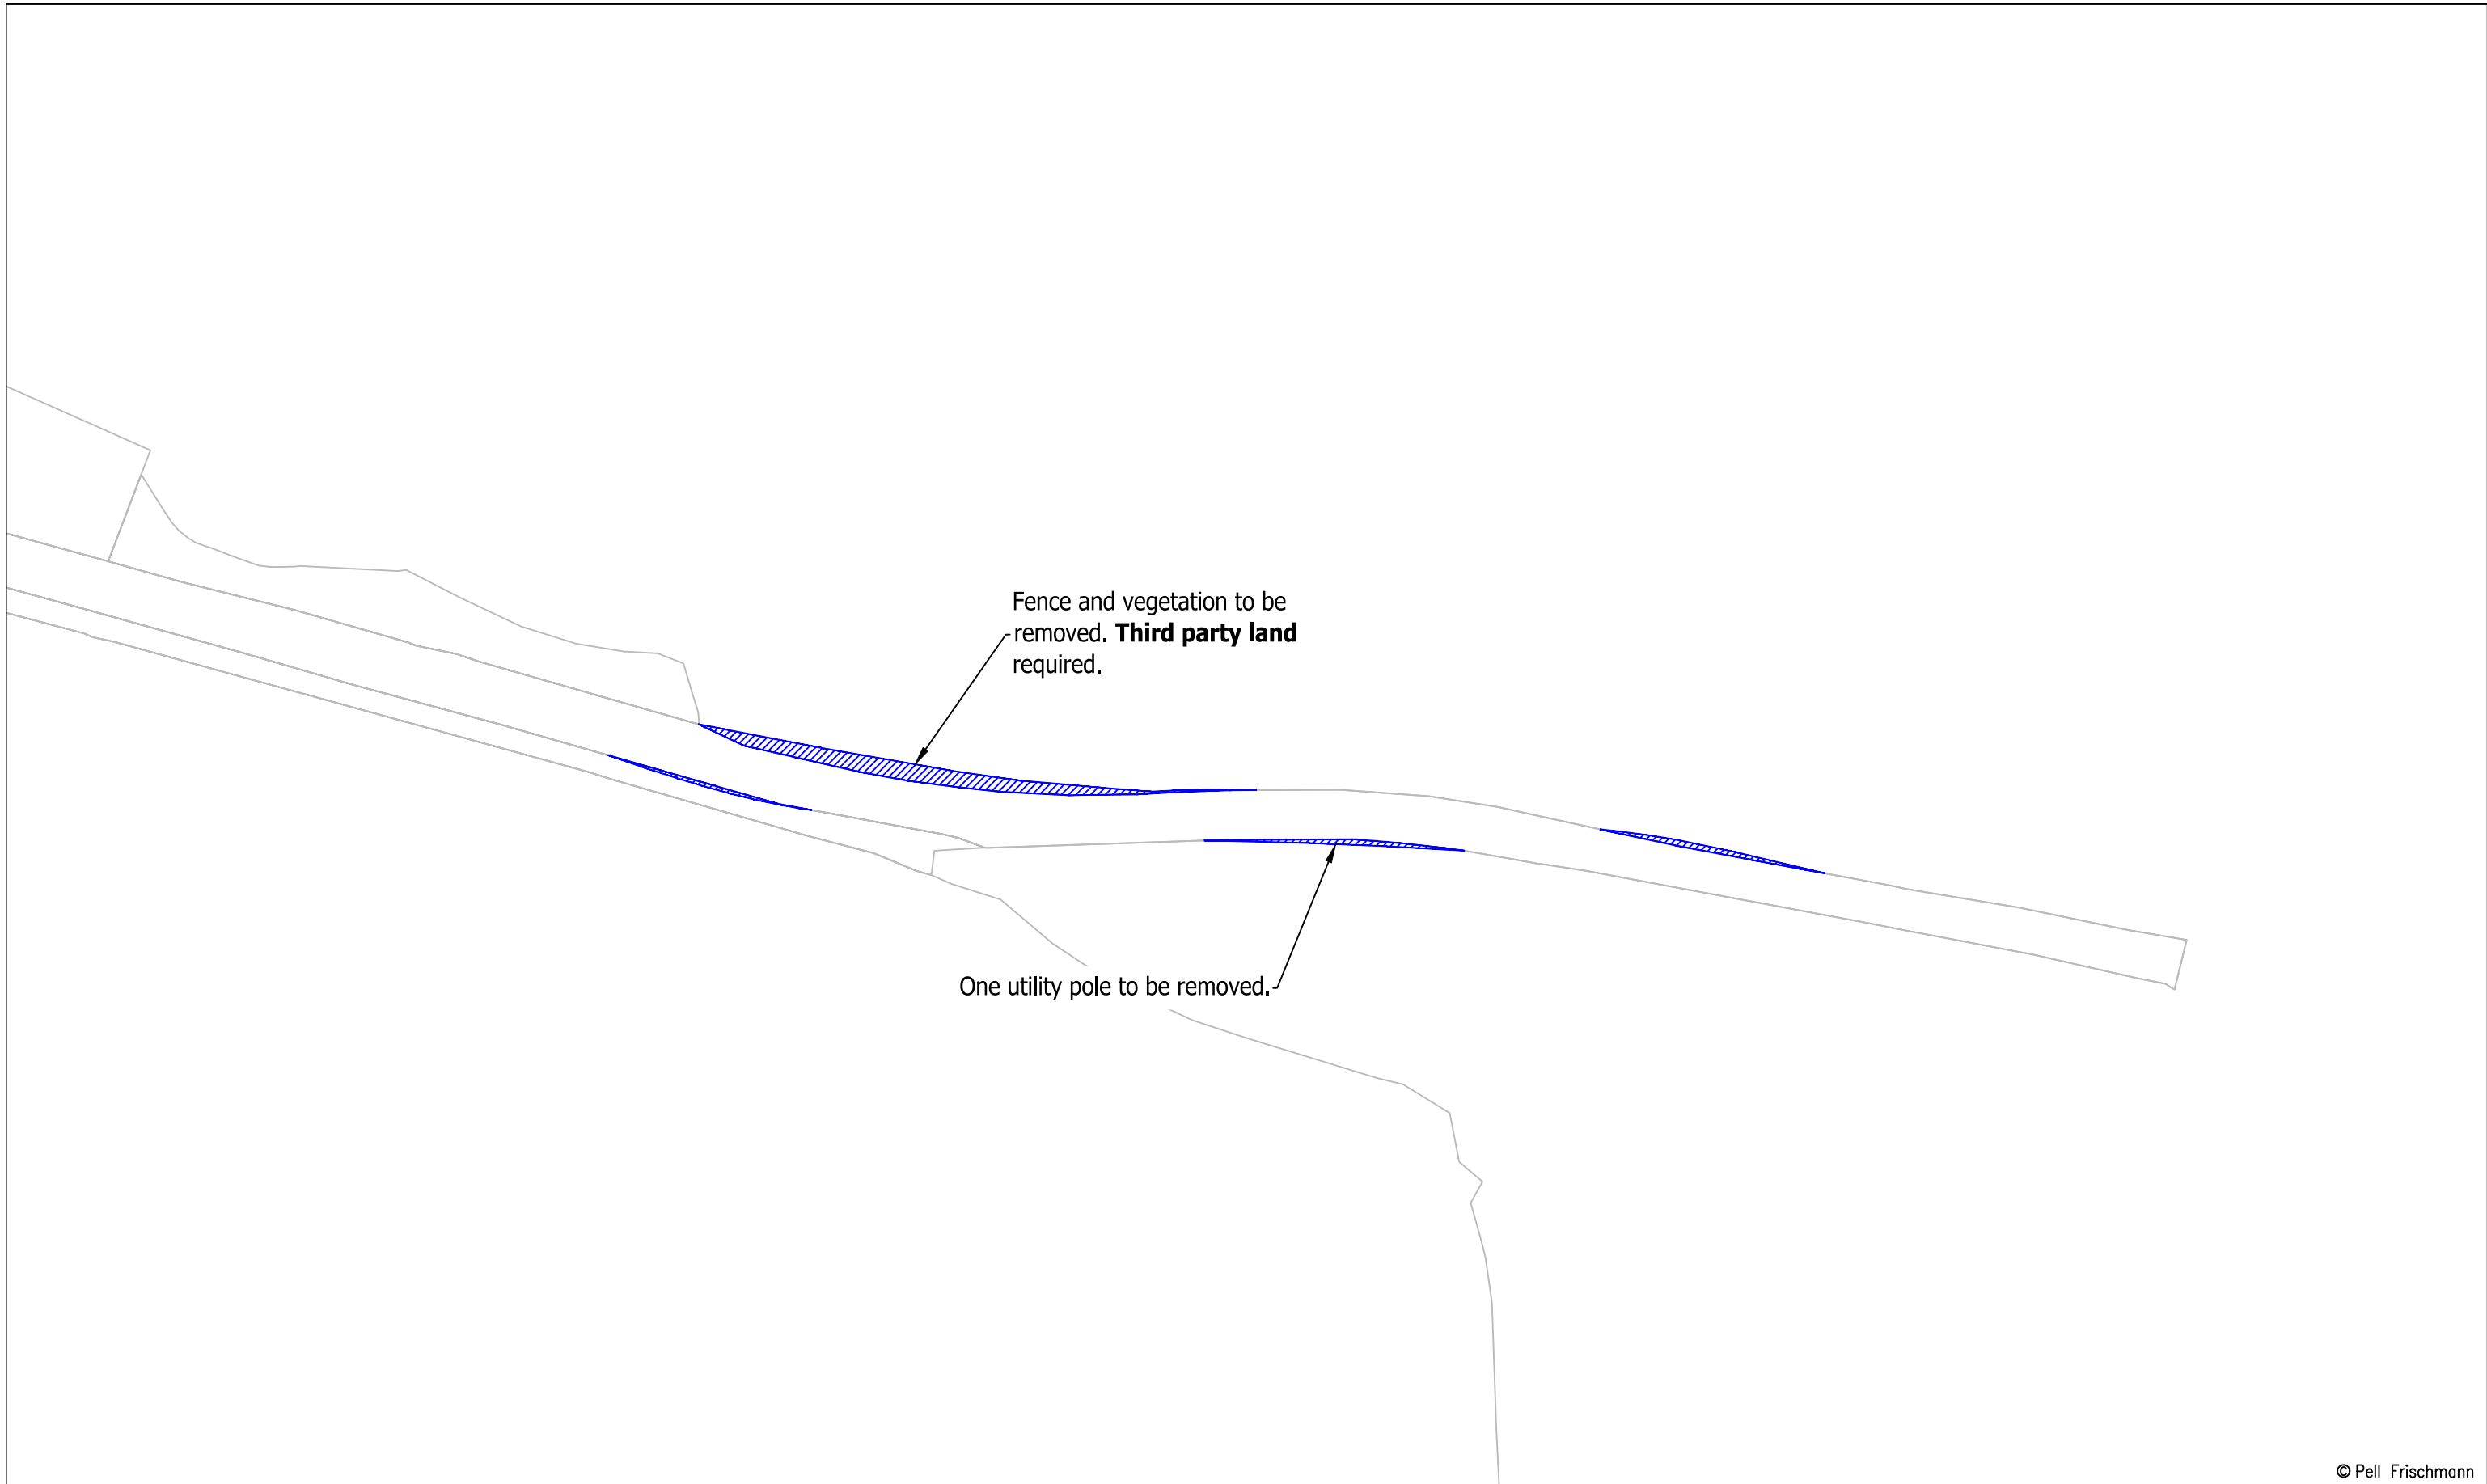 Fence and vegetation to be
removed. Third party land
required.
One utility pole to be removed.
© Pell Frischmann